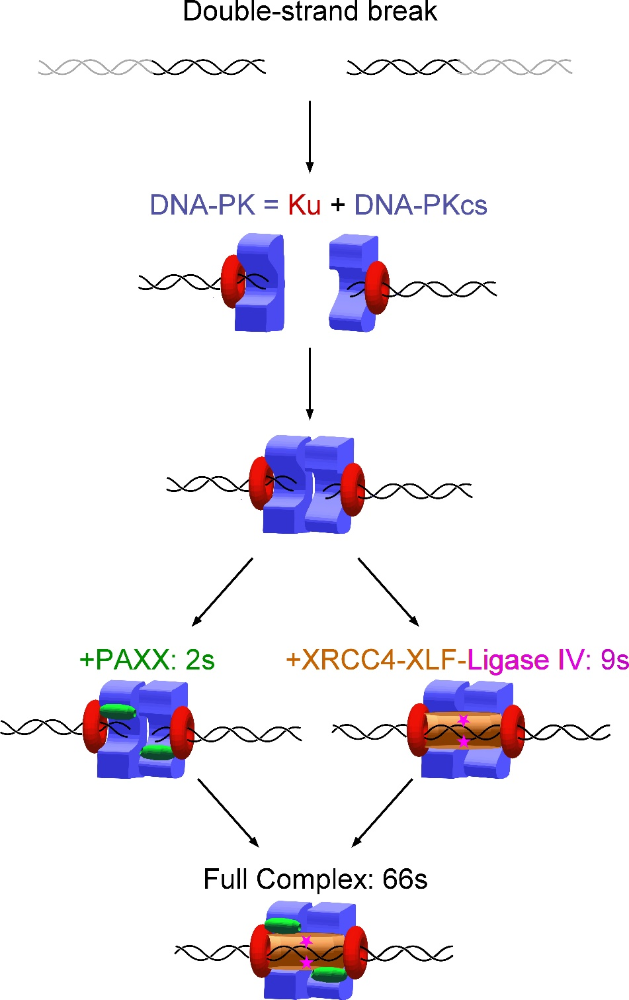 Double-strand break
DNA-PK = Ku + DNA-PKcs
+PAXX: 2s
+XRCC4-XLF-Ligase IV: 9s
Full Complex: 66s